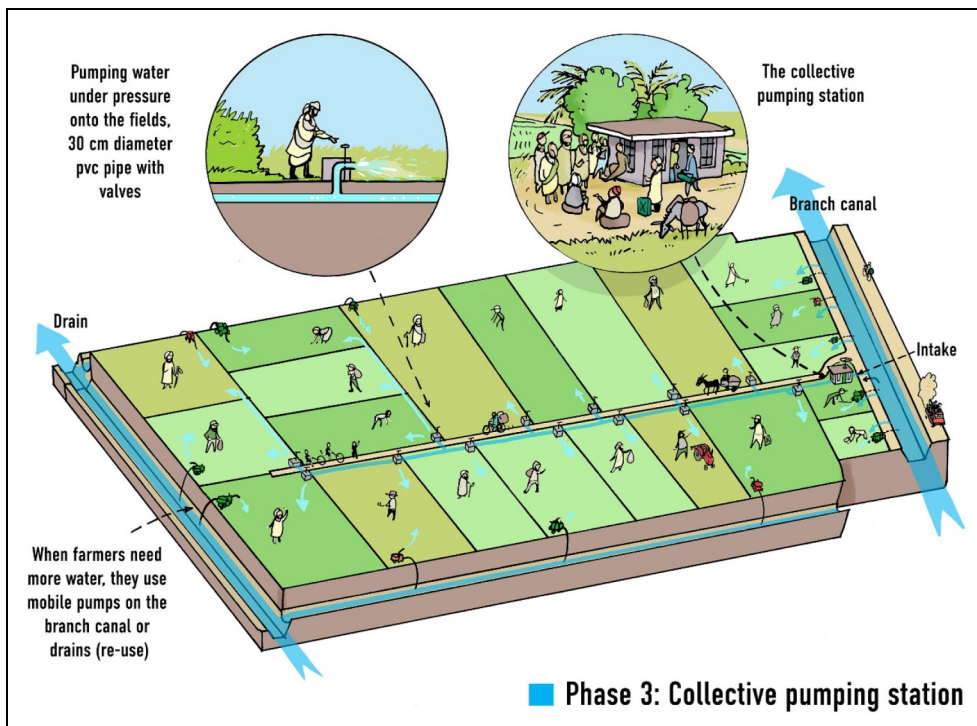 Pumping water
under pressure
onto the fields,
30 cm diameter
pvc pipe with
valves
The collective
pumping station
Branch canal
Drain
Intake
When farmers need
more water, they use
mobile pumps on the
branch canal or
drains (re-use)
Phase 3: Collective pumping station